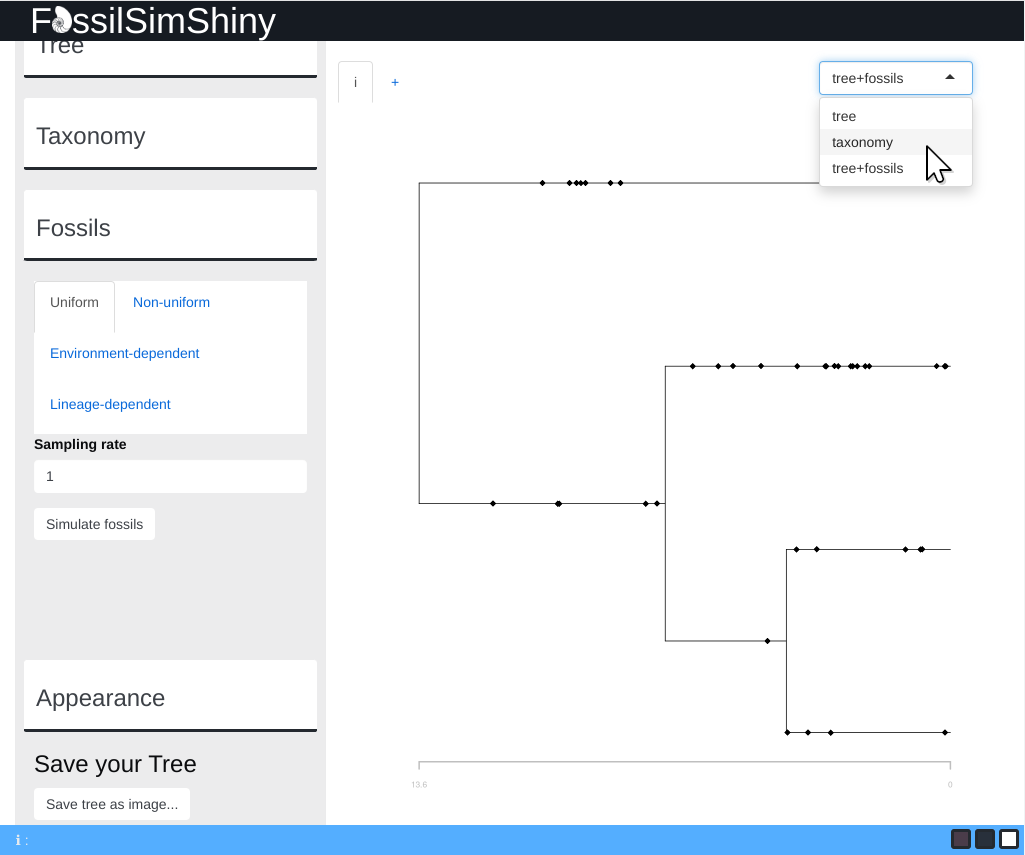 FossilSimShiny
Tree
Taxonomy
Fossils
Uniform
Non-uniform
Environment-dependent
Lineage-dependent
Sampling rate
1
Simulate fossils
Appearance
Save your Tree
Save tree as image...
i
+
tree+fossils
tree
taxonomy
tree+fossils
13.6
0
i :